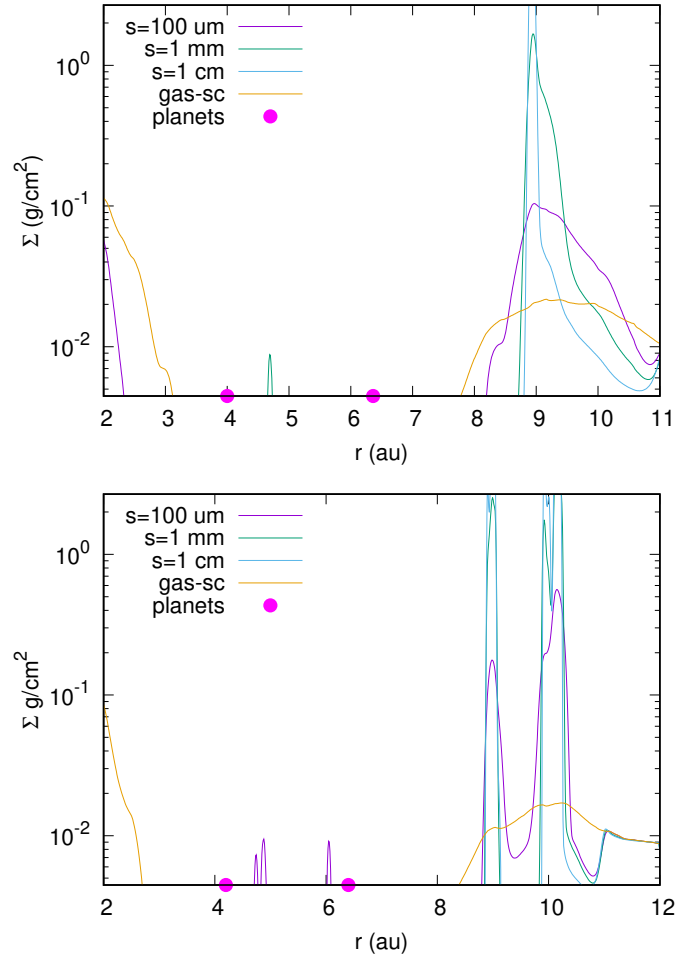 s=100 um
s=1 mm
s=1 cm
gas-sc
planets
10^0
10^-1
10^-2
Σ (g/cm^2)
2 3 4 5 6 7 8 9 10 11
r (au)
s=100 um
s=1 mm
s=1 cm
gas-sc
planets
10^0
10^-1
10^-2
Σ g/cm^2
2 4 6 8 10 12
r (au)